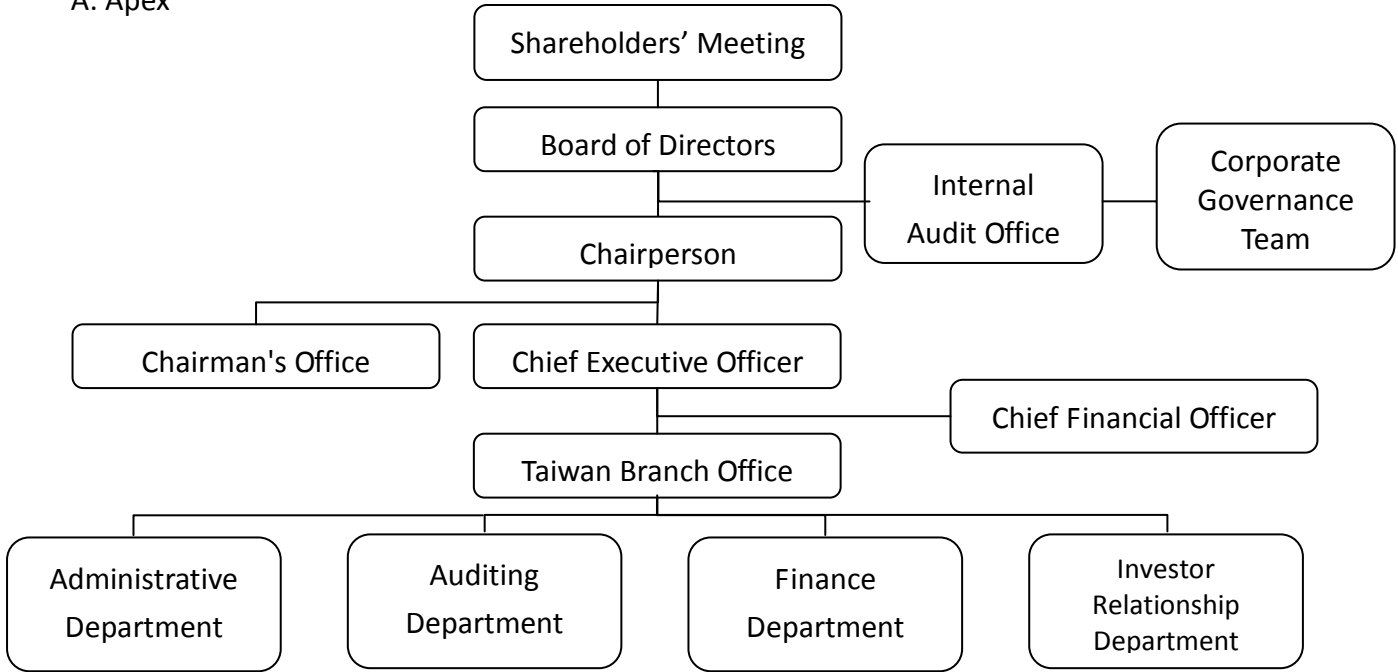 A. Apex
Shareholders’ Meeting
Board of Directors
Internal
Audit Office
Corporate
Governance
Team
Chairperson
Chairman's Office
Chief Executive Officer
Chief Financial Officer
Taiwan Branch Office
Administrative
Department
Auditing
Department
Finance
Department
Investor
Relationship
Department